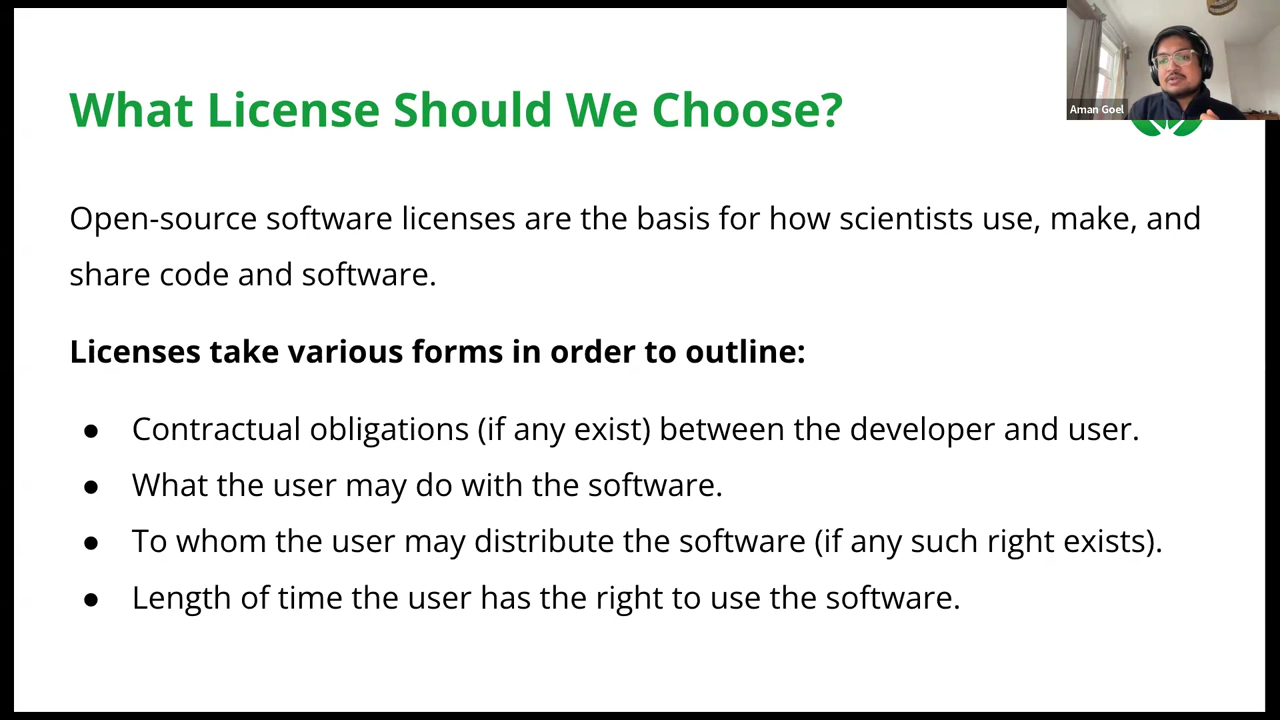 What License Should We Choose?
Aman Goel
Open-source software licenses are the basis for how scientists use, make, and
share code and software.
Licenses take various forms in order to outline:
● Contractual obligations (if any exist) between the developer and user.
● What the user may do with the software.
● To whom the user may distribute the software (if any such right exists).
● Length of time the user has the right to use the software.